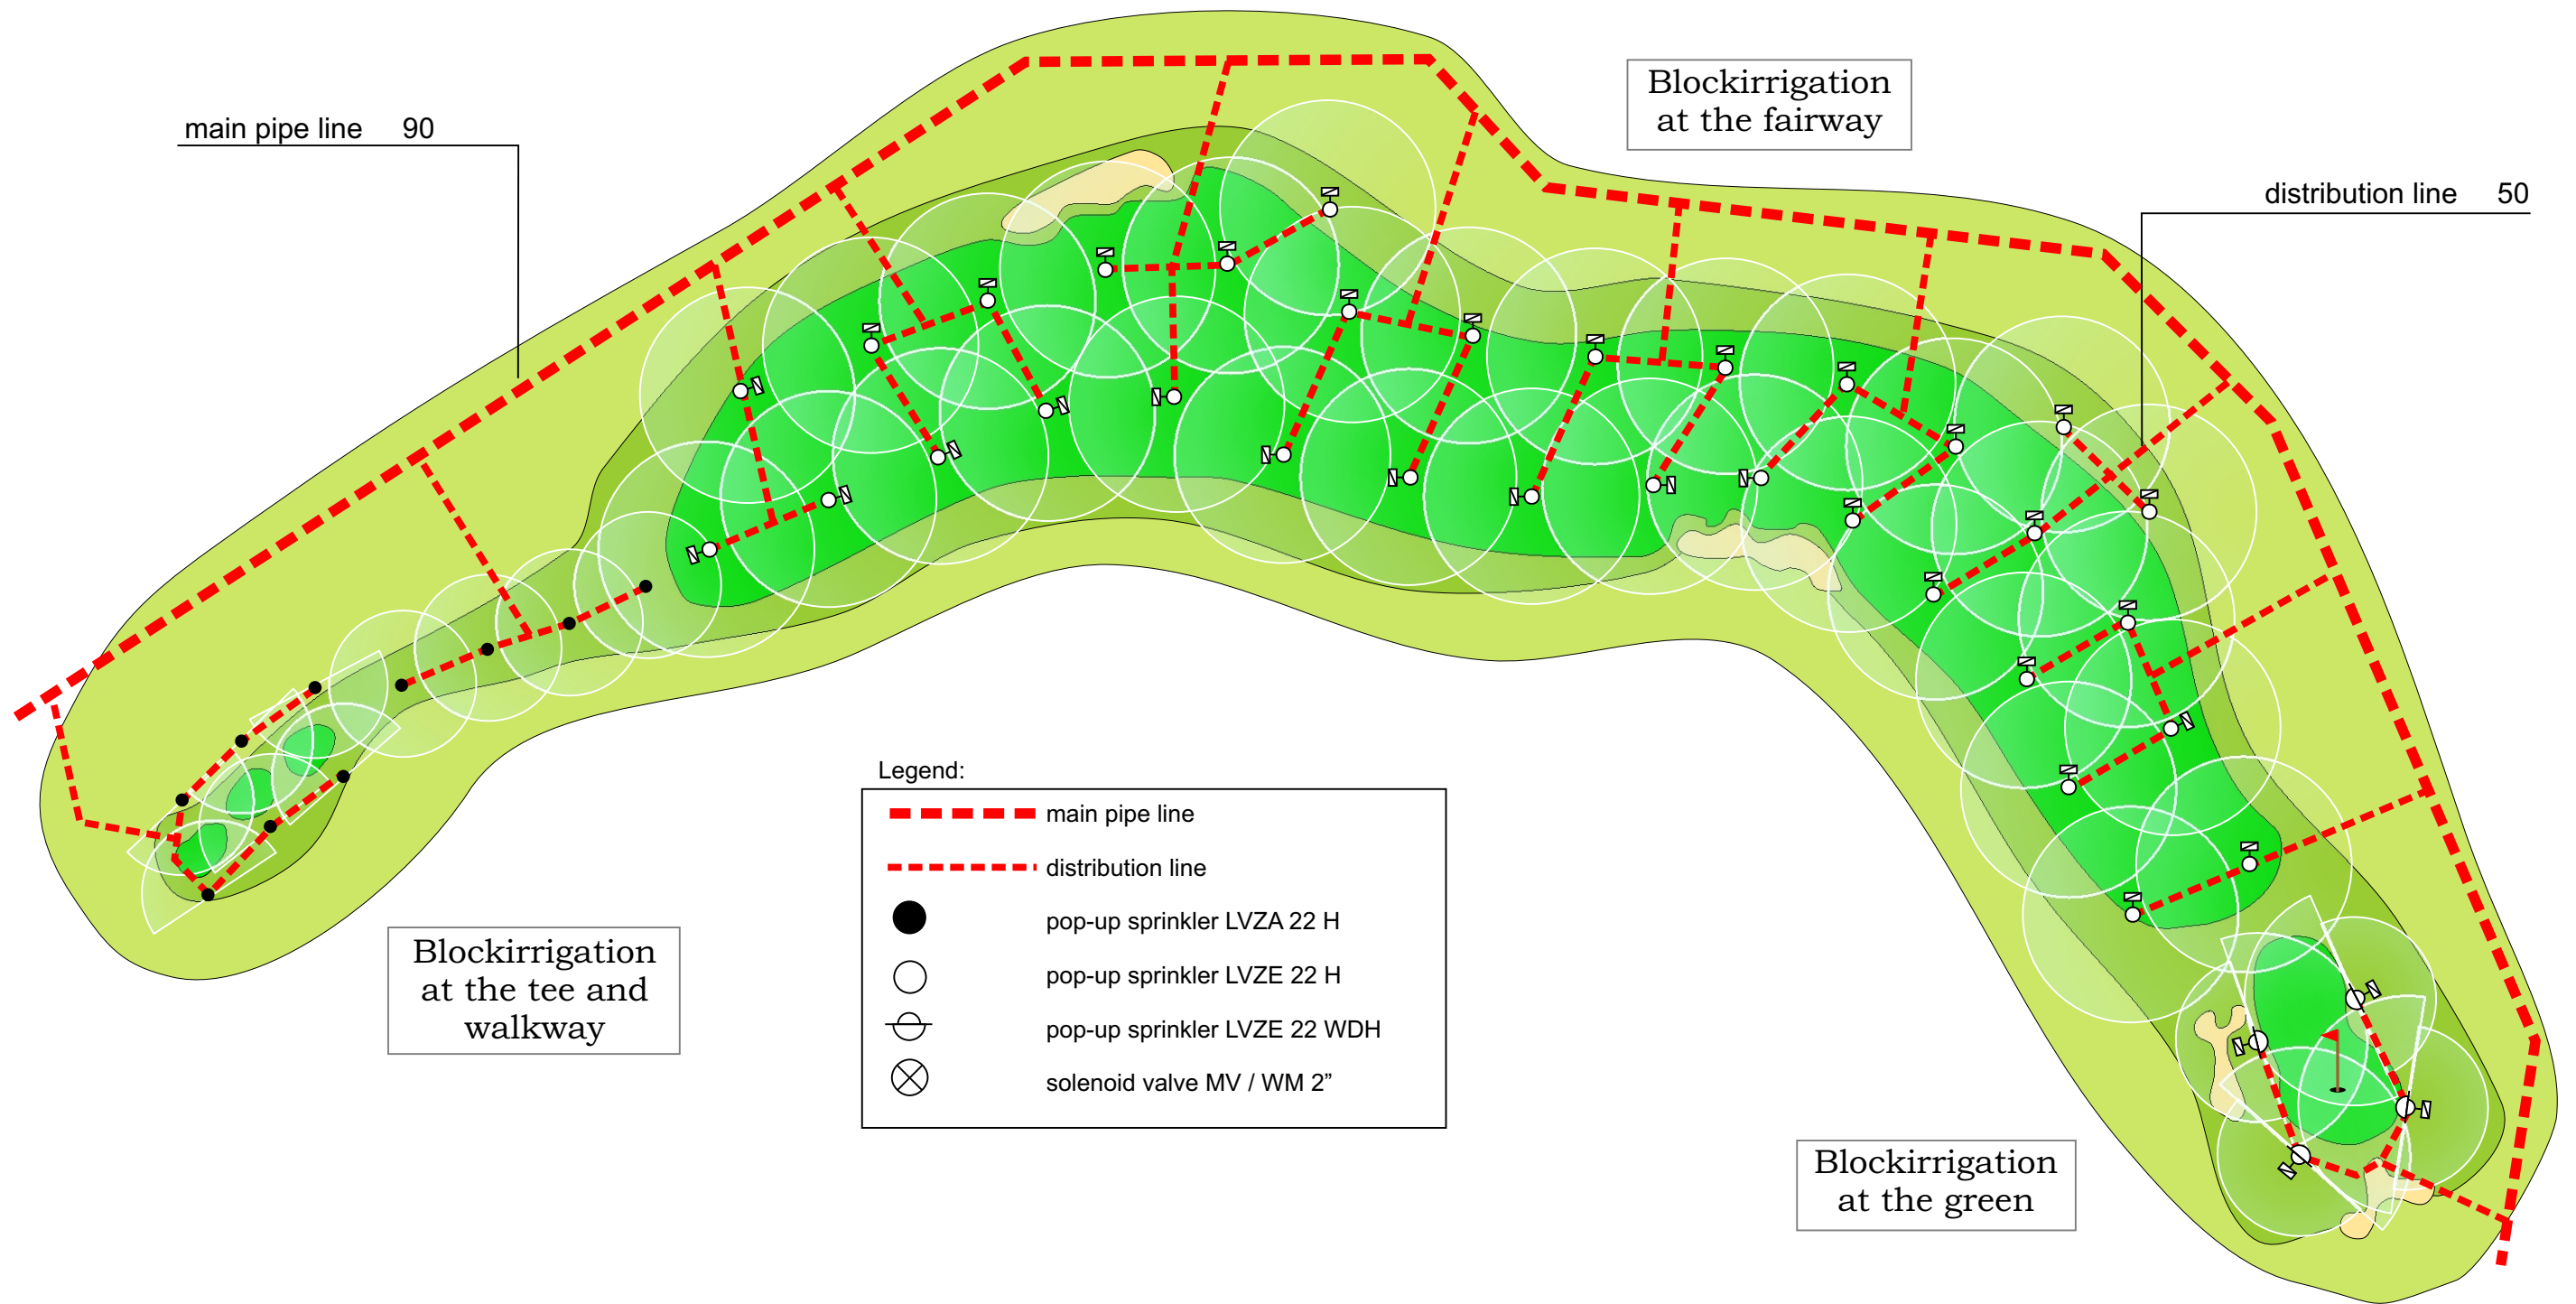 Blockirrigation
at the fairway
main pipe line 90
distribution line 50
Legend:
main pipe line
distribution line
pop-up sprinkler LVZA 22 H
pop-up sprinkler LVZE 22 H
pop-up sprinkler LVZE 22 WDH
solenoid valve MV / WM 2”
Blockirrigation
at the tee and
walkway
Blockirrigation
at the green